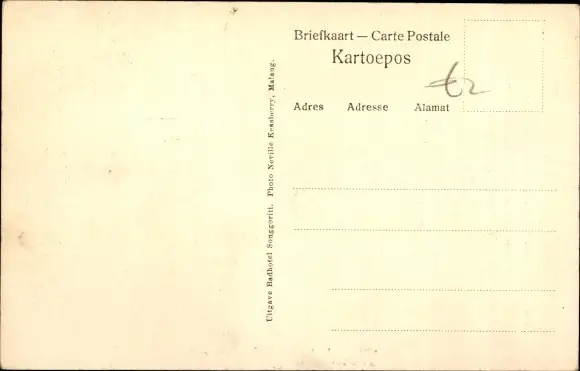 Briefkaart — Carte Postale
Kartoepos
Adres Adresse Alamat
Uitgave Badhotel Songgoriti. Photo Neville Keasberry, Malang.